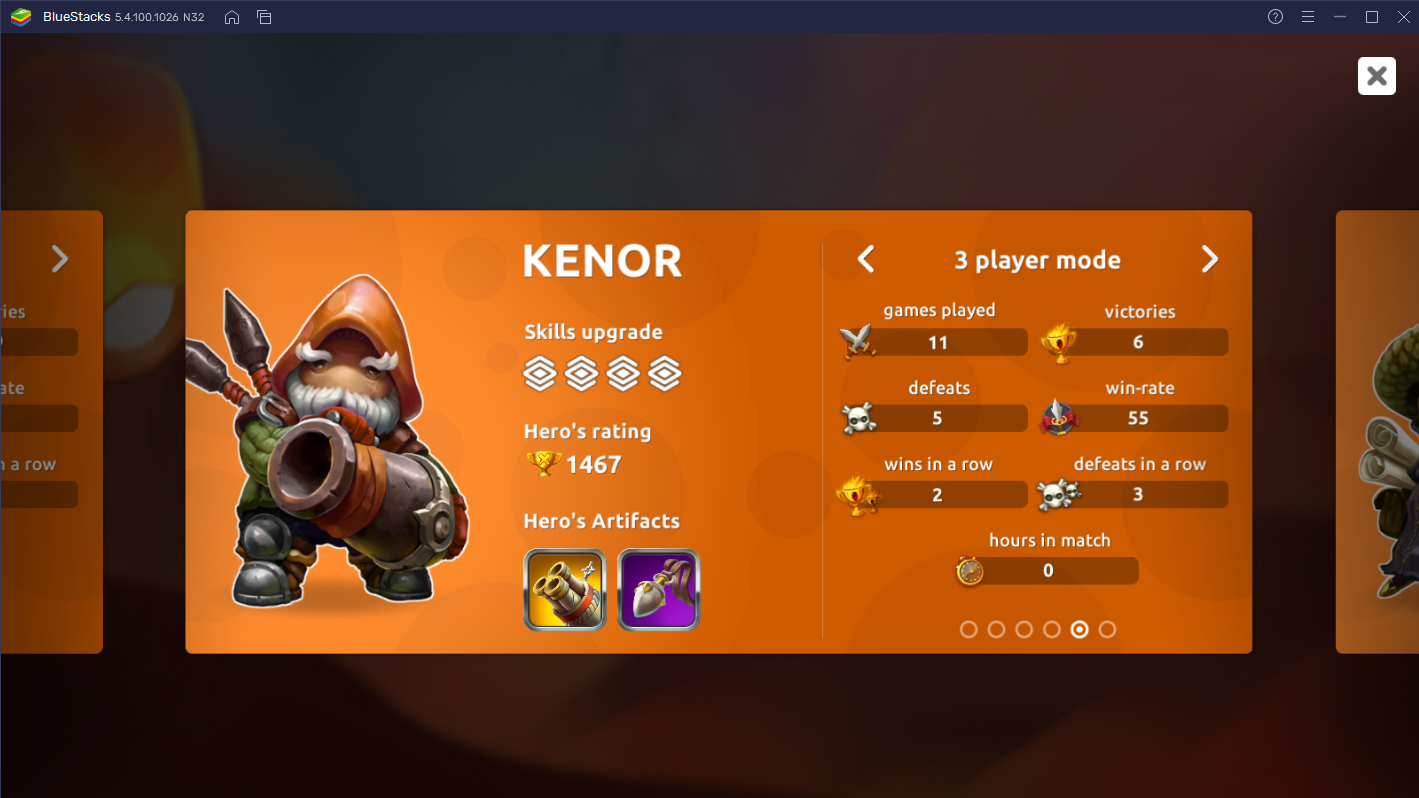 BlueStacks 5.4.100.1026 N32
KENOR
Skills upgrade
Hero's rating
1467
Hero's Artifacts
3 player mode
games played
11
victories
6
defeats
5
win-rate
55
wins in a row
2
defeats in a row
3
hours in match
0
ries
ate
n a row